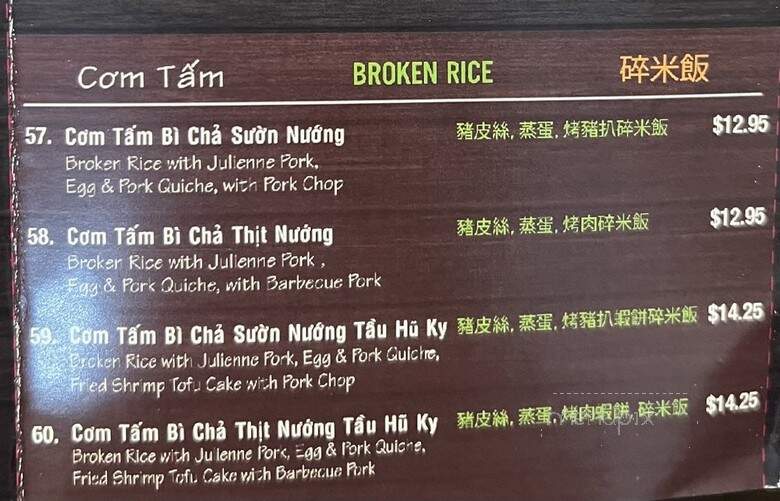 Cơm Tấm BROKEN RICE 碎米飯
57. Cơm Tấm Bì Chả Sườn Nướng 豬皮絲, 蒸蛋, 烤豬扒碎米飯 $12.95
Broken Rice with Julienne Pork,
Egg & Pork Quiche, with Pork Chop
58. Cơm Tấm Bì Chả Thịt Nướng 豬皮絲, 蒸蛋, 烤肉碎米飯 $12.95
Broken Rice with Julienne Pork ,
Egg & Pork Quiche, with Barbecue Pork
59. Cơm Tấm Bì Chả Sườn Nướng Tầu Hũ Ky 豬皮絲, 蒸蛋, 烤豬扒蝦餅碎米飯 $14.25
Broken Rice with Julienne Pork, Egg & Pork Quiche,
Fried Shrimp Tofu Cake with Pork Chop
60. Cơm Tấm Bì Chả Thịt Nướng Tầu Hũ Ky 豬皮絲, 蒸蛋, 烤肉蝦餅, 碎米飯 $14.25
Broken Rice with Julienne Pork, Egg & Pork Quiche,
Fried Shrimp Tofu Cake with Barbecue Pork